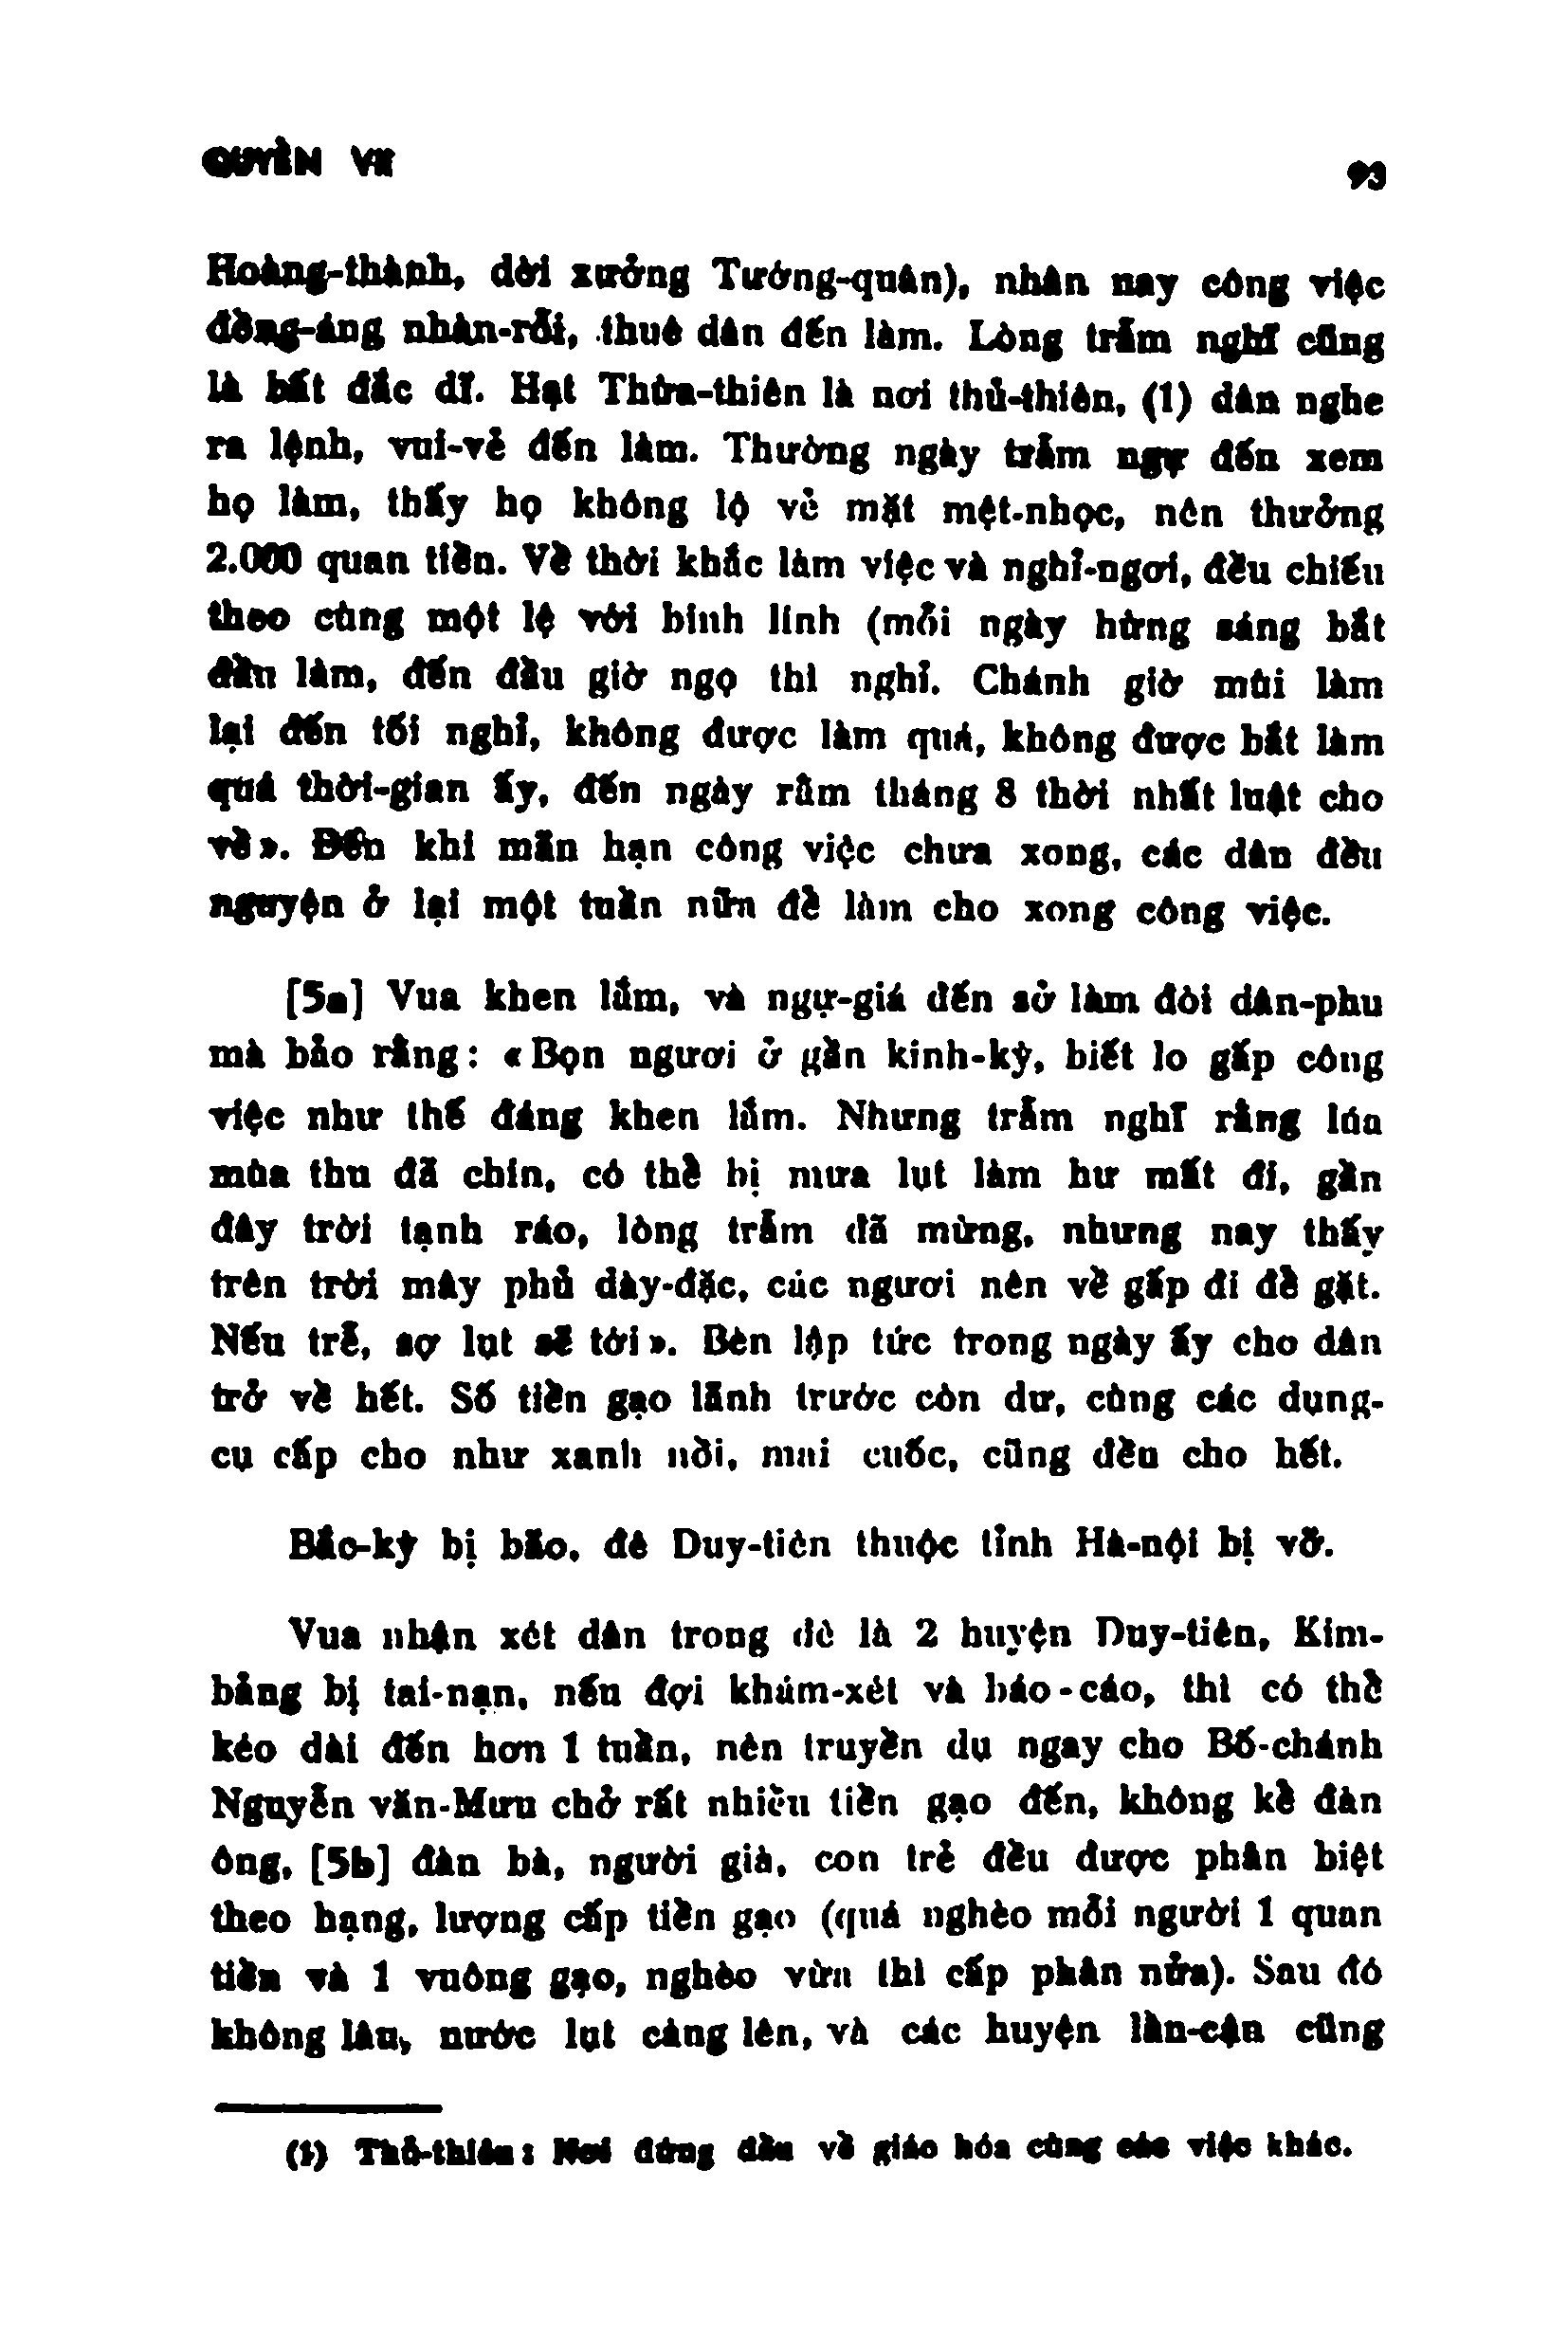 QUYỂN VII
93
Hoàng-thành, dời xưởng Tướng-quân), nhân nay công việc
đồng-áng nhàn-rỗi, thuê dân đến làm. Lòng trẫm nghĩ cũng
là bất đắc dĩ. Hạt Thừa-thiên là nơi thủ-thiện, (1) dân nghe
ra lệnh, vui-vẻ đến làm. Thường ngày trẫm ngự đến xem
họ làm, thấy họ không lộ vẻ mặt mệt-nhọc, nên thưởng
2.000 quan tiền. Về thời khắc làm việc và nghỉ-ngơi, đều chiếu
theo cùng một lệ với binh lính (mỗi ngày hừng sáng bắt
đầu làm, đến đầu giờ ngọ thì nghỉ. Chánh giờ mùi làm
lại đến tối nghỉ, không được làm quá, không được bắt làm
quá thời-gian ấy, đến ngày rằm tháng 8 thời nhất luật cho
về». Đến khi mãn hạn công việc chưa xong, các dân đều
nguyện ở lại một tuần nữa để làm cho xong công việc.
[5a] Vua khen lắm, và ngự-giá đến sở làm đòi dân-phu
mà bảo rằng: «Bọn ngươi ở gần kinh-kỳ, biết lo gấp công
việc như thế đáng khen lắm. Nhưng trẫm nghĩ rằng lúa
mùa thu đã chín, có thể bị mưa lụt làm hư mất đi, gần
đây trời tạnh ráo, lòng trẫm đã mừng, nhưng nay thấy
trên trời mây phủ dày-đặc, các ngươi nên về gấp đi để gặt.
Nếu trễ, sợ lụt sẽ tới». Bèn lập tức trong ngày ấy cho dân
trở về hết. Số tiền gạo lãnh trước còn dư, cùng các dụng-
cụ cấp cho như xanh nồi, mai cuốc, cũng đều cho hết.
Bắc-kỳ bị bão, đê Duy-tiên thuộc tỉnh Hà-nội bị vỡ.
Vua nhận xét dân trong đê là 2 huyện Duy-tiên, Kim-
bảng bị tai-nạn, nếu đợi khám-xét và báo-cáo, thì có thể
kéo dài đến hơn 1 tuần, nên truyền dụ ngay cho Bố-chánh
Nguyễn văn-Mưu chở rất nhiều tiền gạo đến, không kể đàn
ông, [5b] đàn bà, người già, con trẻ đều được phân biệt
theo hạng, lượng cấp tiền gạo (quá nghèo mỗi người 1 quan
tiền và 1 vuông gạo, nghèo vừa thì cấp phân nửa). Sau đó
không lâu, nước lụt càng lên, và các huyện lân-cận cũng
(1) Thủ-thiện: Nơi đứng đầu về giáo hóa cùng các việc khác.